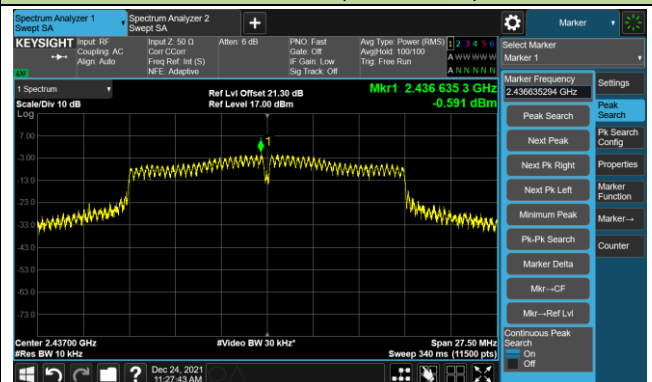 Spectrum Analyzer 1
Swept SA
Spectrum Analyzer 2
Swept SA
+
Marker
KEYSIGHT
Input: RF
Coupling: AC
Align: Auto
Input Z: 50 Ω
Corr CCorr
Freq Ref: Int (S)
NFE: Adaptive
Atten: 6 dB
PNO: Fast
Gate: Off
IF Gain: Low
Sig Track: Off
Avg Type: Power (RMS)
Avg|Hold: 100/100
Trig: Free Run
1 2 3 4 5 6
A W W W W W
A N N N N N
LXI
Select Marker
Marker 1
1 Spectrum
Scale/Div 10 dB
Log
Ref Lvl Offset 21.30 dB
Ref Level 17.00 dBm
Mkr1 2.436 635 3 GHz
-0.591 dBm
7.00
-3.00
-13.0
-23.0
-33.0
-43.0
-53.0
-63.0
-73.0
1
Center 2.43700 GHz
#Res BW 10 kHz
#Video BW 30 kHz*
Span 27.50 MHz
Sweep 340 ms (11500 pts)
Marker Frequency
2.436635294 GHz
Peak Search
Next Peak
Next Pk Right
Next Pk Left
Minimum Peak
Pk-Pk Search
Marker Delta
Mkr→CF
Mkr→Ref Lvl
Continuous Peak
Search
On
Off
Settings
Peak
Search
Pk Search
Config
Properties
Marker
Function
Marker→
Counter
?
Dec 24, 2021
11:27:43 AM